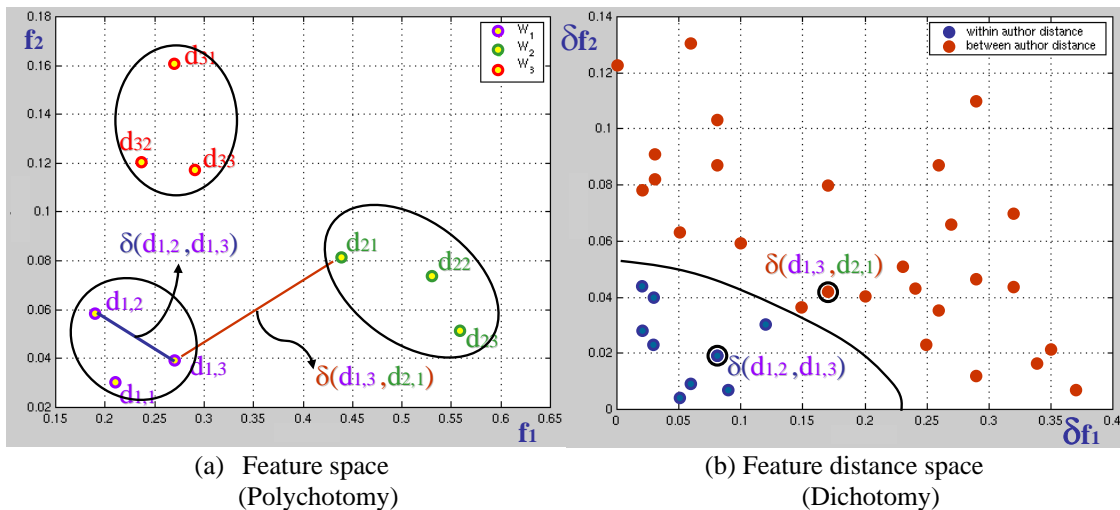 f2
0.18
0.16
0.14
0.12
0.1
0.08
0.06
0.04
0.02
0.15
0.2
0.25
0.3
0.35
0.4
0.45
0.5
0.55
0.6
0.65
f1
W1
W2
W3
d31
d32
d33
δ(d1,2,d1,3)
d21
d22
d23
d1,2
d1,3
d1,1
δ(d1,3,d2,1)
(a) Feature space
(Polychotomy)
δf2
0.14
0.12
0.1
0.08
0.06
0.04
0.02
0
0
0.05
0.1
0.15
0.2
0.25
0.3
0.35
0.4
δf1
within author distance
between author distance
δ(d1,3,d2,1)
δ(d1,2,d1,3)
(b) Feature distance space
(Dichotomy)